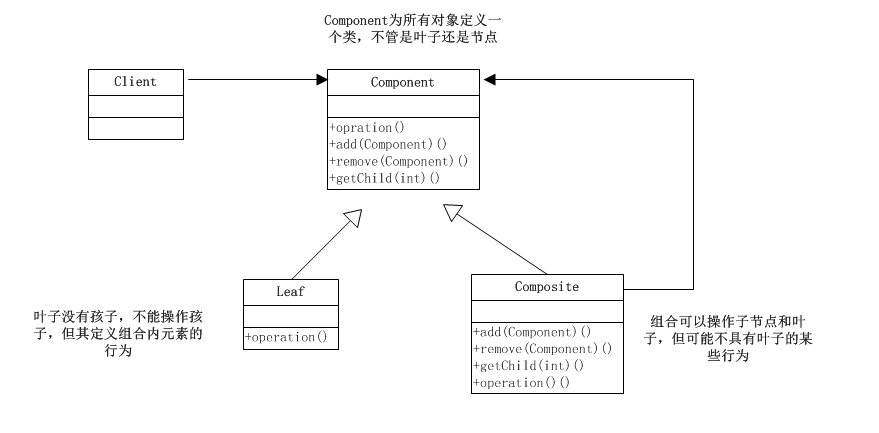 Component为所有对象定义一
个类，不管是叶子还是节点
Client
Component
+opration()
+add(Component)()
+remove(Component)()
+getChild(int)()
Leaf
+operation()
Composite
+add(Component)()
+remove(Component)()
+getChild(int)()
+operation()()
叶子没有孩子，不能操作孩
子，但其定义组合内元素的
行为
组合可以操作子节点和叶
子，但可能不具有叶子的某
些行为